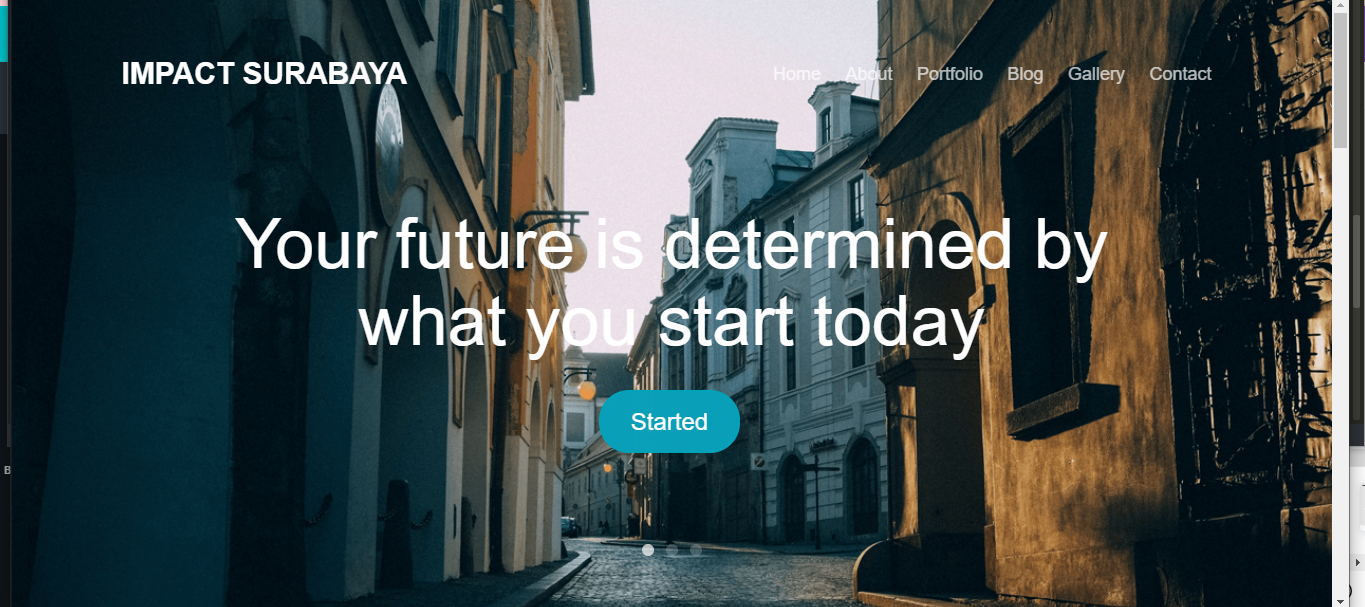 IMPACT SURABAYA
Home About Portfolio Blog Gallery Contact
Your future is determined by
what you start today
Started
B